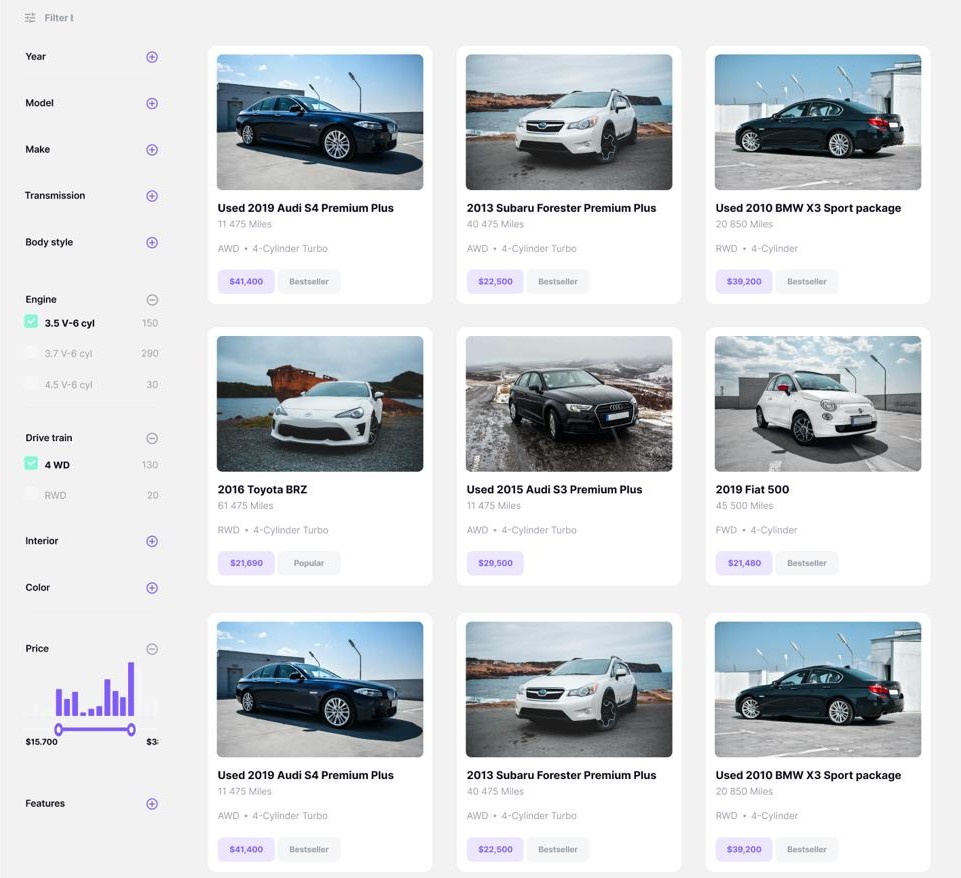 Filter
Year
Model
Make
Transmission
Body style
Engine
3.5 V-6 cyl 150
3.7 V-6 cyl 290
4.5 V-6 cyl 30
Drive train
4 WD 130
RWD 20
Interior
Color
Price
$15.700 $3
Features
Used 2019 Audi S4 Premium Plus
11 475 Miles
AWD • 4-Cylinder Turbo
$41,400 Bestseller
2013 Subaru Forester Premium Plus
40 475 Miles
AWD • 4-Cylinder Turbo
$22,500 Bestseller
Used 2010 BMW X3 Sport package
20 850 Miles
RWD • 4-Cylinder
$39,200 Bestseller
2016 Toyota BRZ
61 475 Miles
RWD • 4-Cylinder Turbo
$21,690 Popular
Used 2015 Audi S3 Premium Plus
11 475 Miles
AWD • 4-Cylinder Turbo
$29,500
2019 Fiat 500
45 500 Miles
FWD • 4-Cylinder
$21,480 Bestseller
Used 2019 Audi S4 Premium Plus
11 475 Miles
AWD • 4-Cylinder Turbo
$41,400 Bestseller
2013 Subaru Forester Premium Plus
40 475 Miles
AWD • 4-Cylinder Turbo
$22,500 Bestseller
Used 2010 BMW X3 Sport package
20 850 Miles
RWD • 4-Cylinder
$39,200 Bestseller